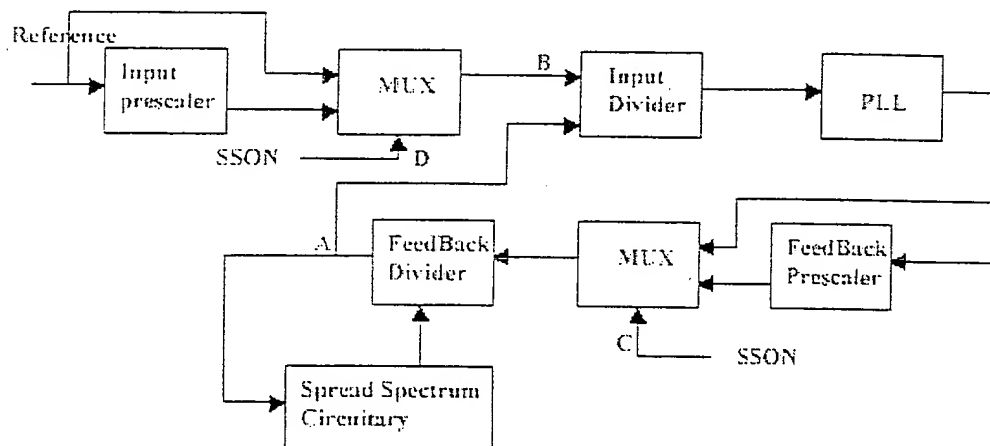 Reference
Input
prescaler
MUX
B
Input
Divider
PLL
SSON
D
A
FeedBack
Divider
MUX
FeedBack
Prescaler
C
SSON
Spread Spectrum
Circuitary